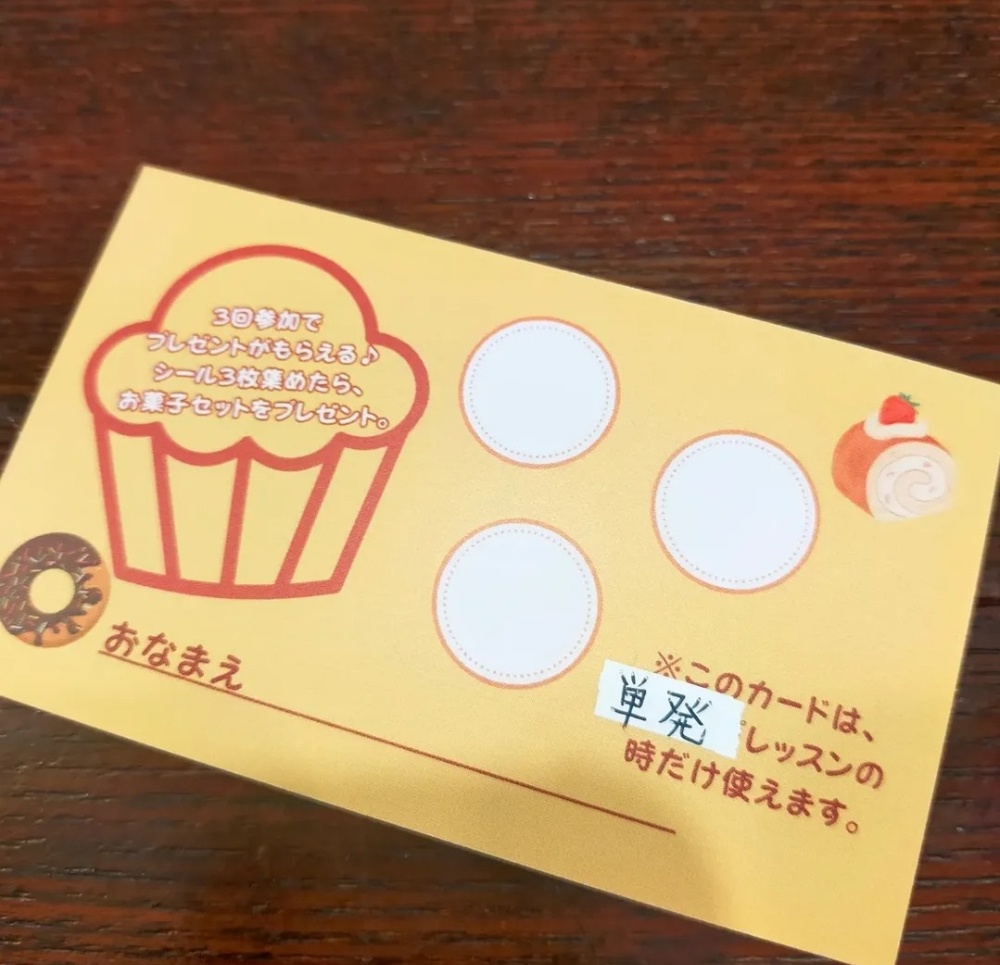 3回参加で
プレゼントがもらえる♪
シール3枚集めたら、
お菓子セットをプレゼント。
おなまえ
※このカードは、
単発レッスンの
時だけ使えます。